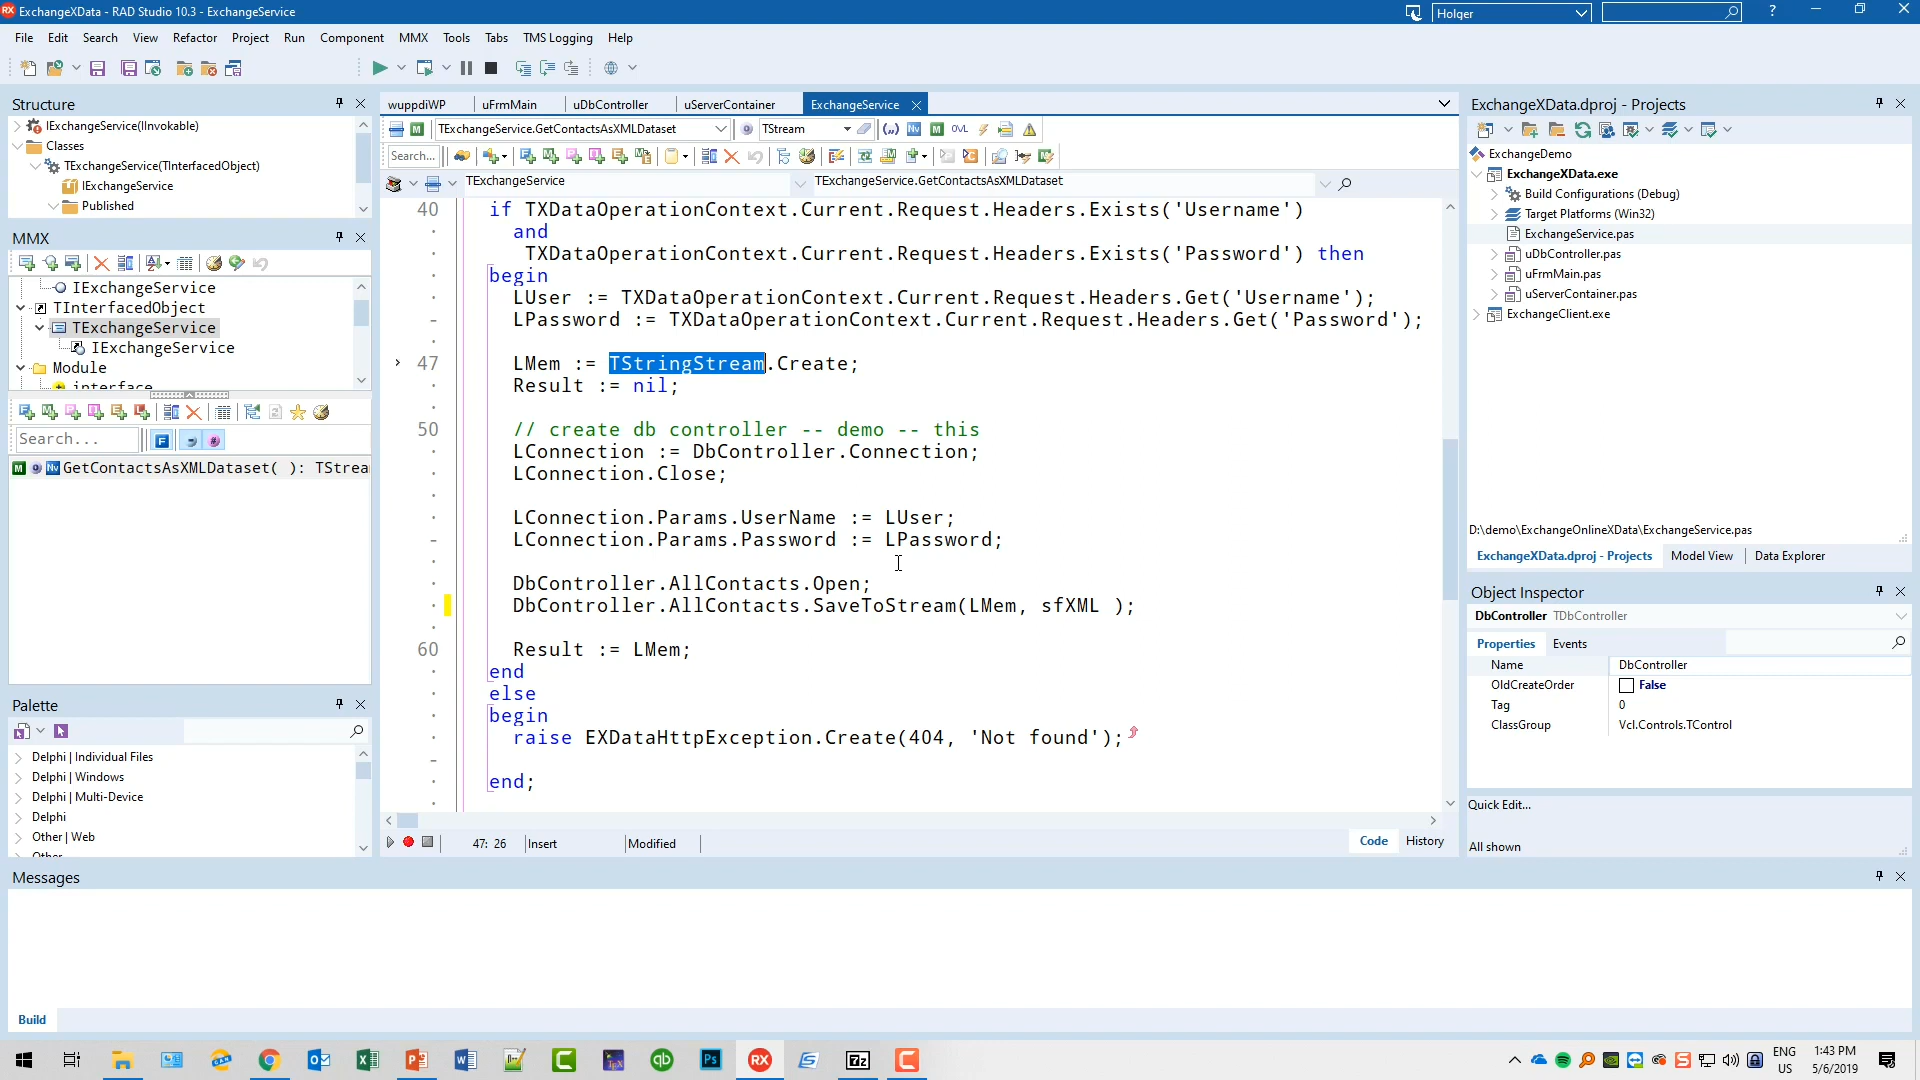 ExchangeXData - RAD Studio 10.3 - ExchangeService
Holger
File Edit Search View Refactor Project Run Component MMX Tools Tabs TMS Logging Help
Structure
IExchangeService(IInvokable)
Classes
TExchangeService(TInterfacedObject)
IExchangeService
Published
MMX
IExchangeService
TInterfacedObject
TExchangeService
IExchangeService
Module
interface
Search...
GetContactsAsXMLDataset( ): TStrea
Palette
Delphi | Individual Files
Delphi | Windows
Delphi | Multi-Device
Delphi
Other | Web
Other
wuppdiWP uFrmMain uDbController uServerContainer ExchangeService
TExchangeService.GetContactsAsXMLDataset TStream
Search...
TExchangeService TExchangeService.GetContactsAsXMLDataset
40 if TXDataOperationContext.Current.Request.Headers.Exists('Username')
and
TXDataOperationContext.Current.Request.Headers.Exists('Password') then
begin
LUser := TXDataOperationContext.Current.Request.Headers.Get('Username');
LPassword := TXDataOperationContext.Current.Request.Headers.Get('Password');
47 LMem := TStringStream.Create;
Result := nil;
50 // create db controller -- demo -- this
LConnection := DbController.Connection;
LConnection.Close;
LConnection.Params.UserName := LUser;
LConnection.Params.Password := LPassword;
DbController.AllContacts.Open;
DbController.AllContacts.SaveToStream(LMem, sfXML );
60 Result := LMem;
end
else
begin
raise EXDataHttpException.Create(404, 'Not found');
end;
47: 26 Insert Modified
Code History
ExchangeXData.dproj - Projects
ExchangeDemo
ExchangeXData.exe
Build Configurations (Debug)
Target Platforms (Win32)
ExchangeService.pas
uDbController.pas
uFrmMain.pas
uServerContainer.pas
ExchangeClient.exe
D:\demo\ExchangeOnlineXData\ExchangeService.pas
ExchangeXData.dproj - Projects Model View Data Explorer
Object Inspector
DbController TDbController
Properties Events
Name DbController
OldCreateOrder False
Tag 0
ClassGroup Vcl.Controls.TControl
Quick Edit...
All shown
Messages
Build
ENG
US
1:43 PM
5/6/2019